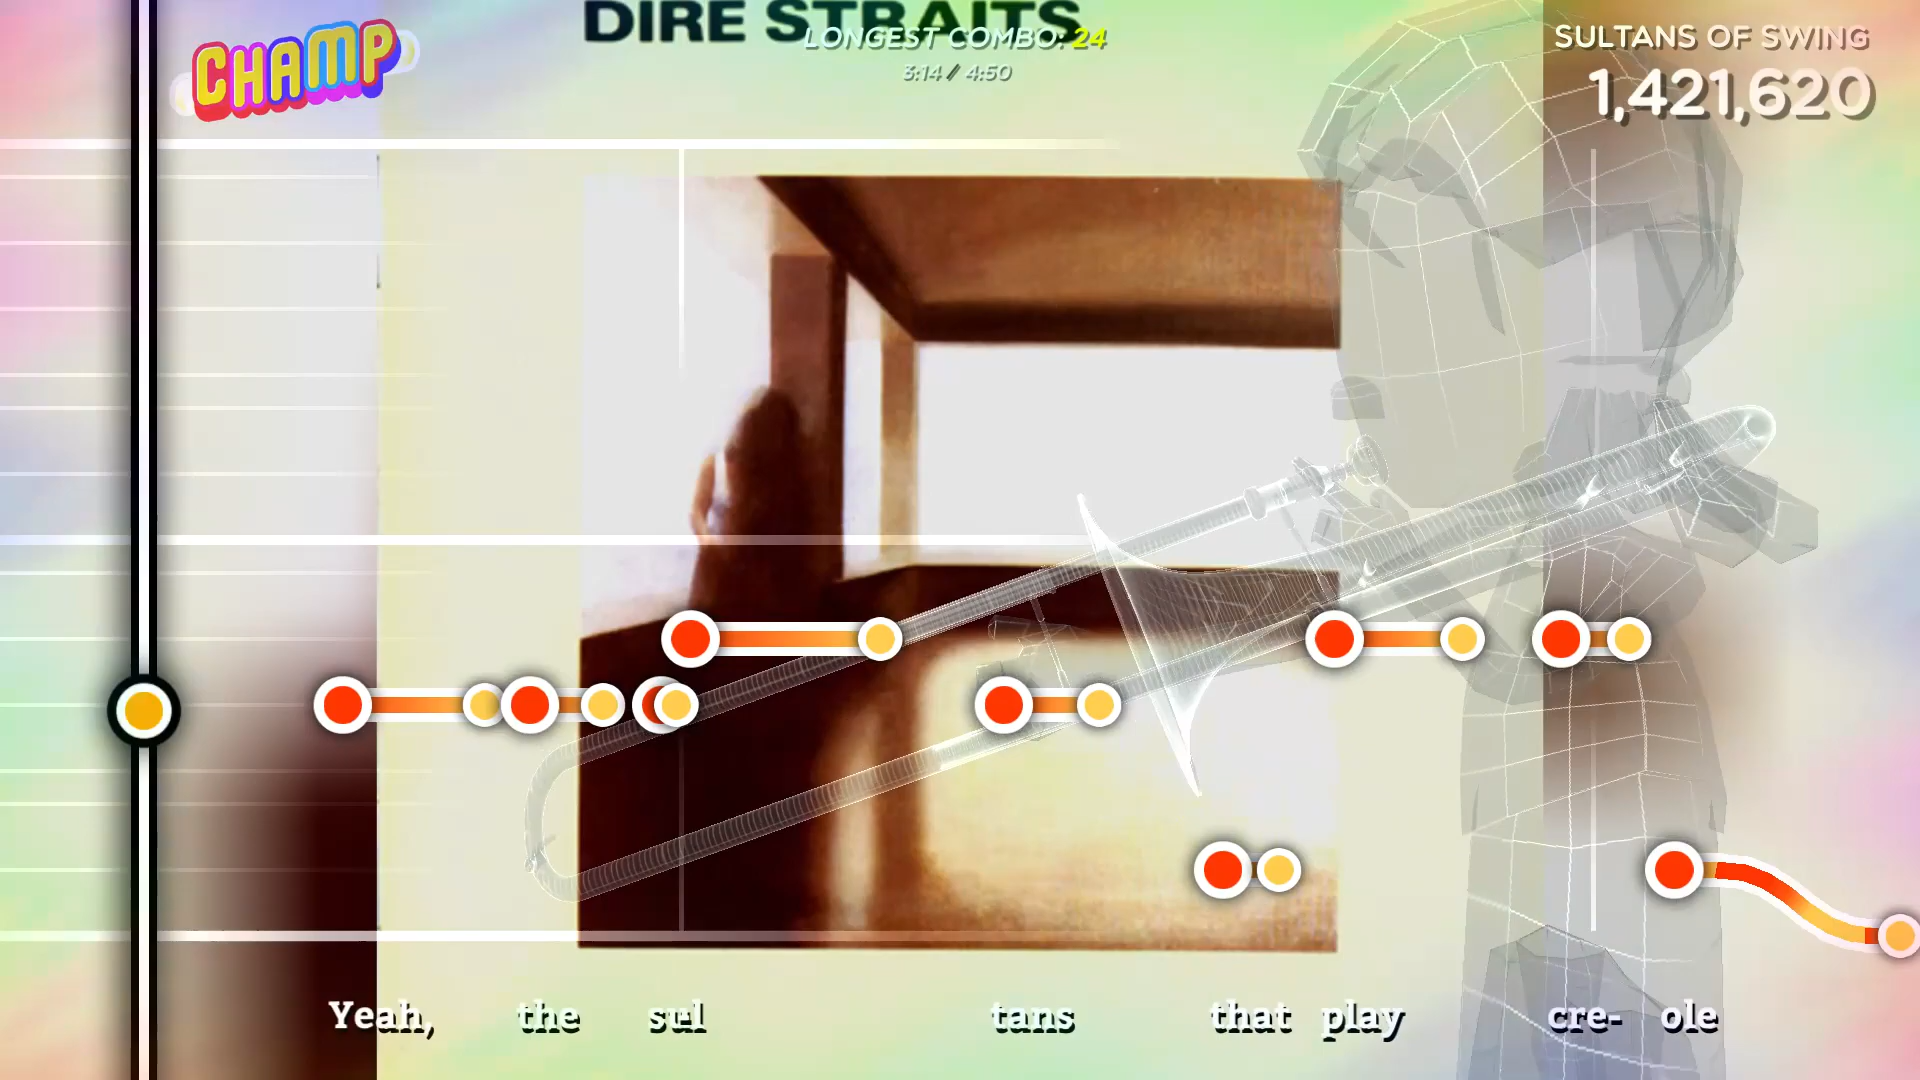 DIRE STRAITS
CHAMP
LONGEST COMBO: 24
3:14 / 4:50
SULTANS OF SWING
1,421,620
Yeah, the sul tans that play cre- ole